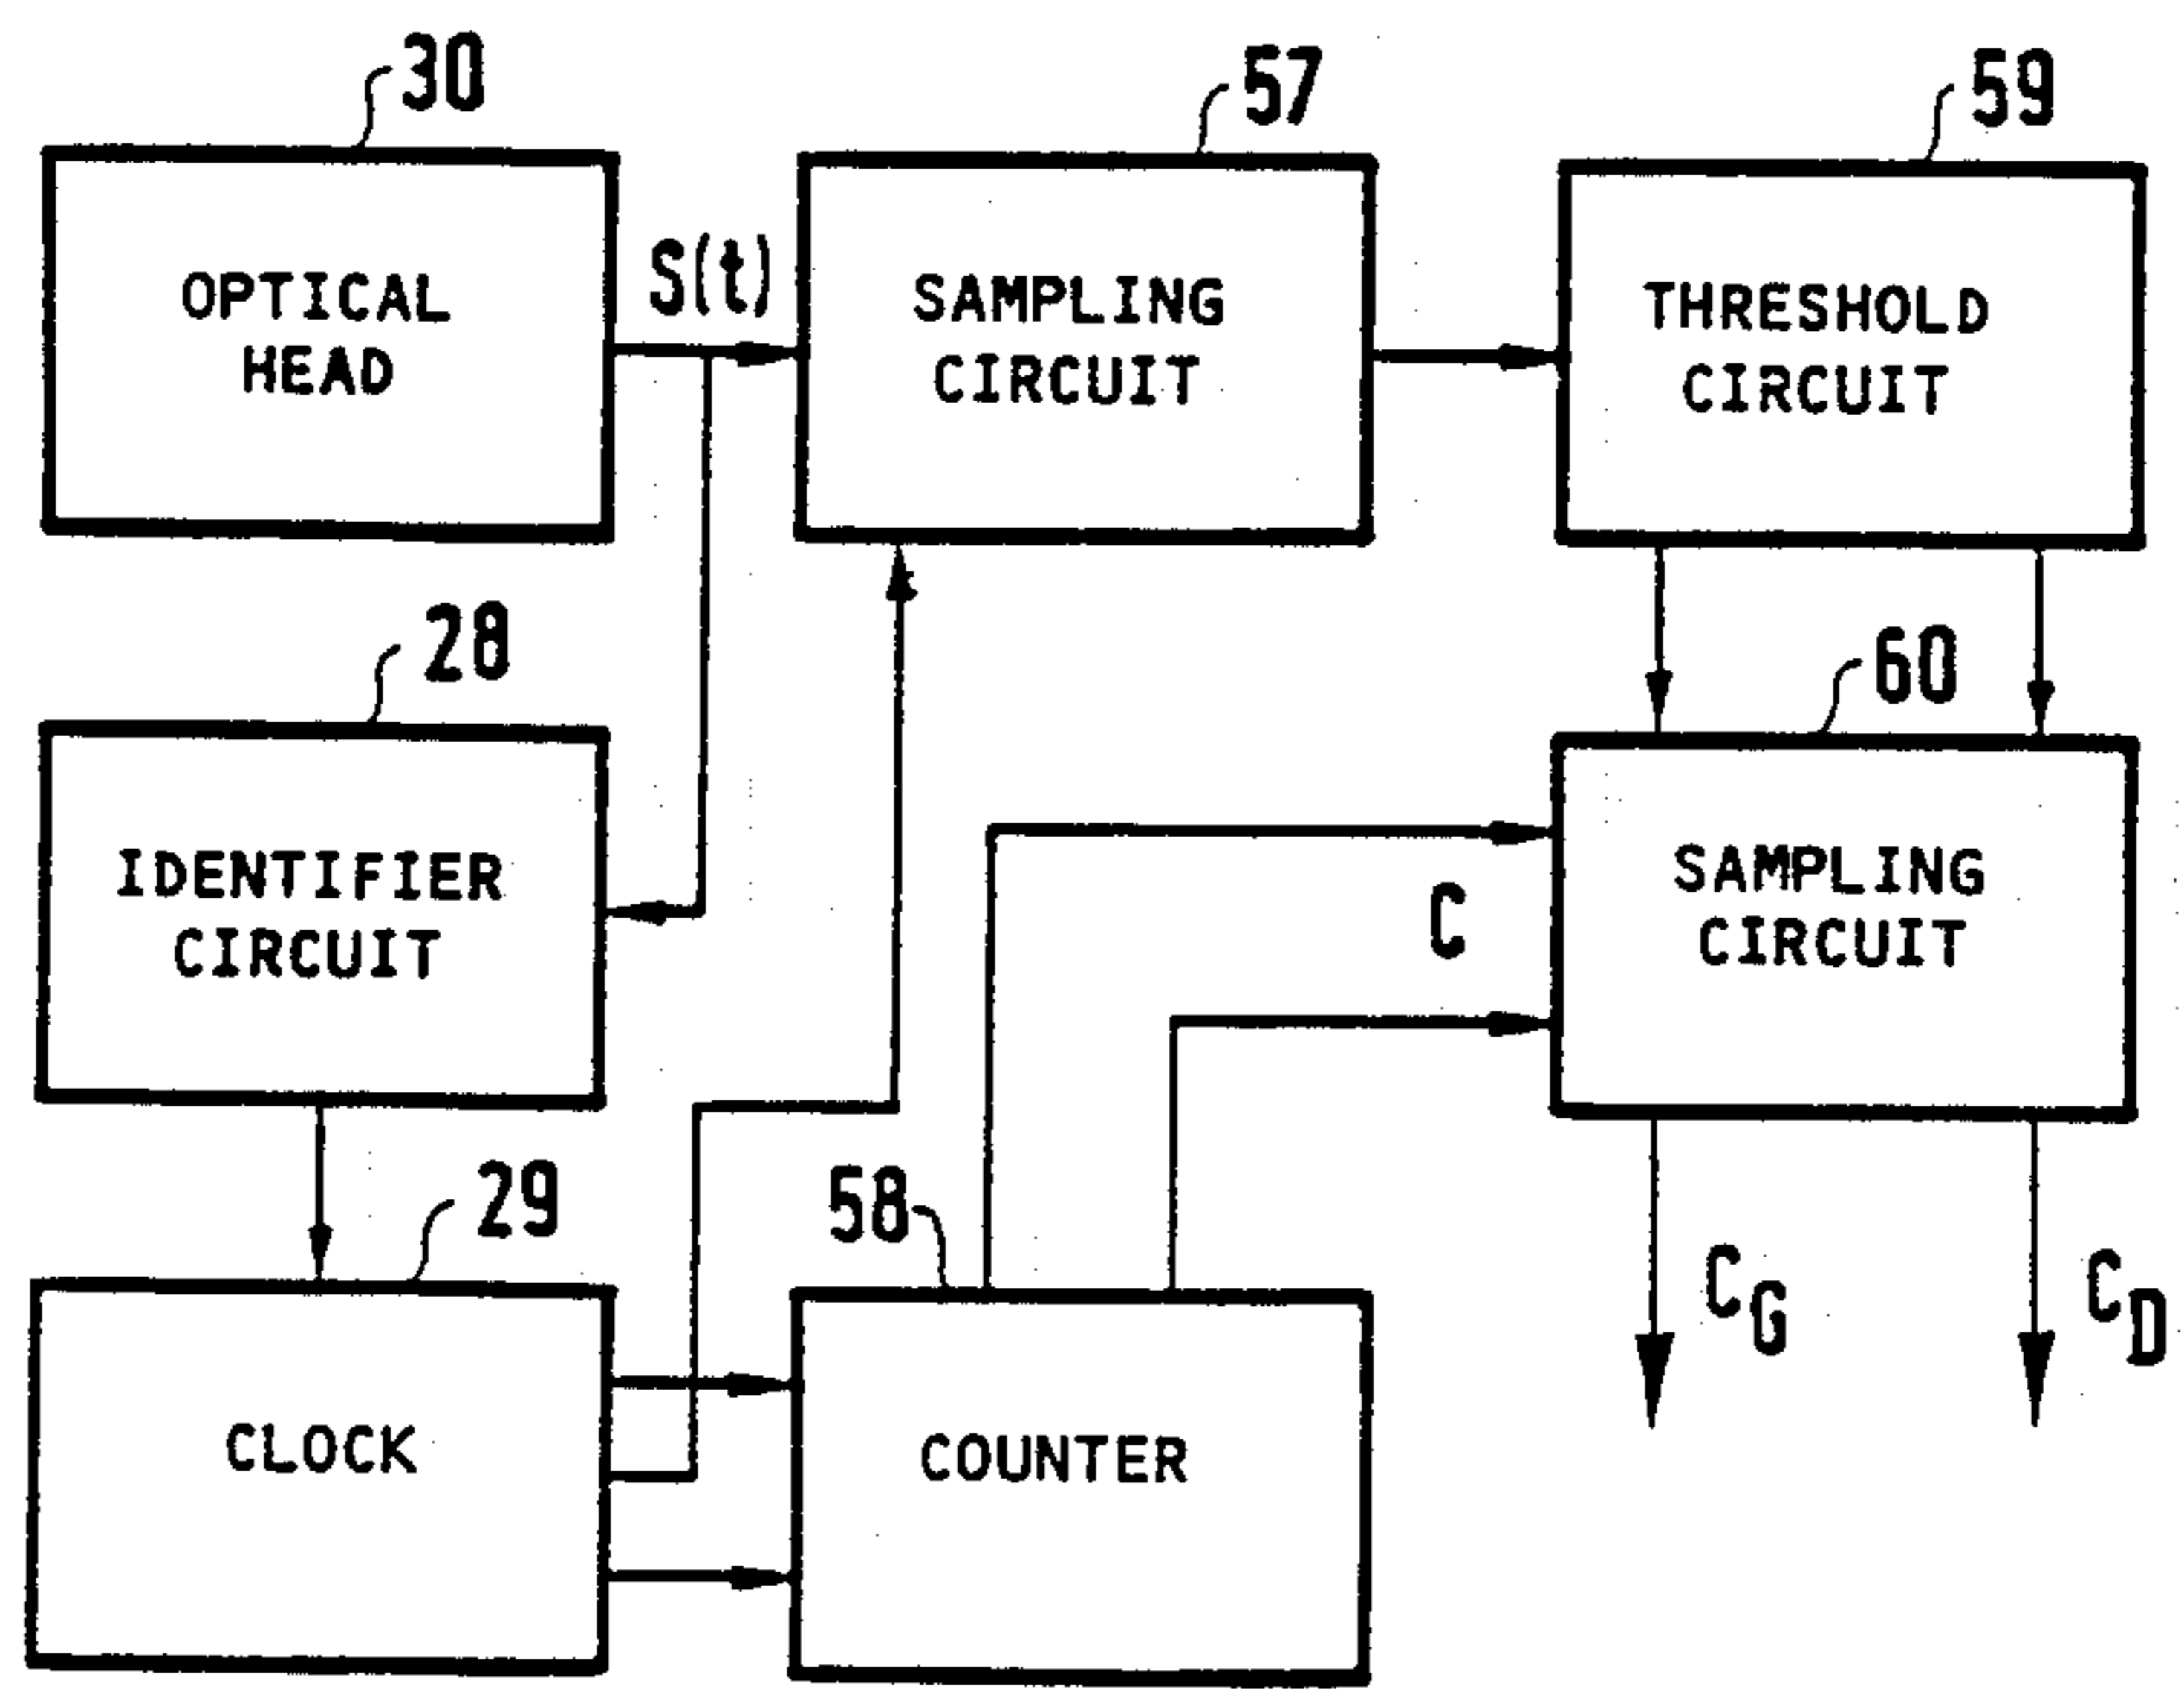 30
57
59
OPTICAL
HEAD
S(t)
SAMPLING
CIRCUIT
THRESHOLD
CIRCUIT
28
60
IDENTIFIER
CIRCUIT
C
SAMPLING
CIRCUIT
29
58
CG
CD
CLOCK
COUNTER